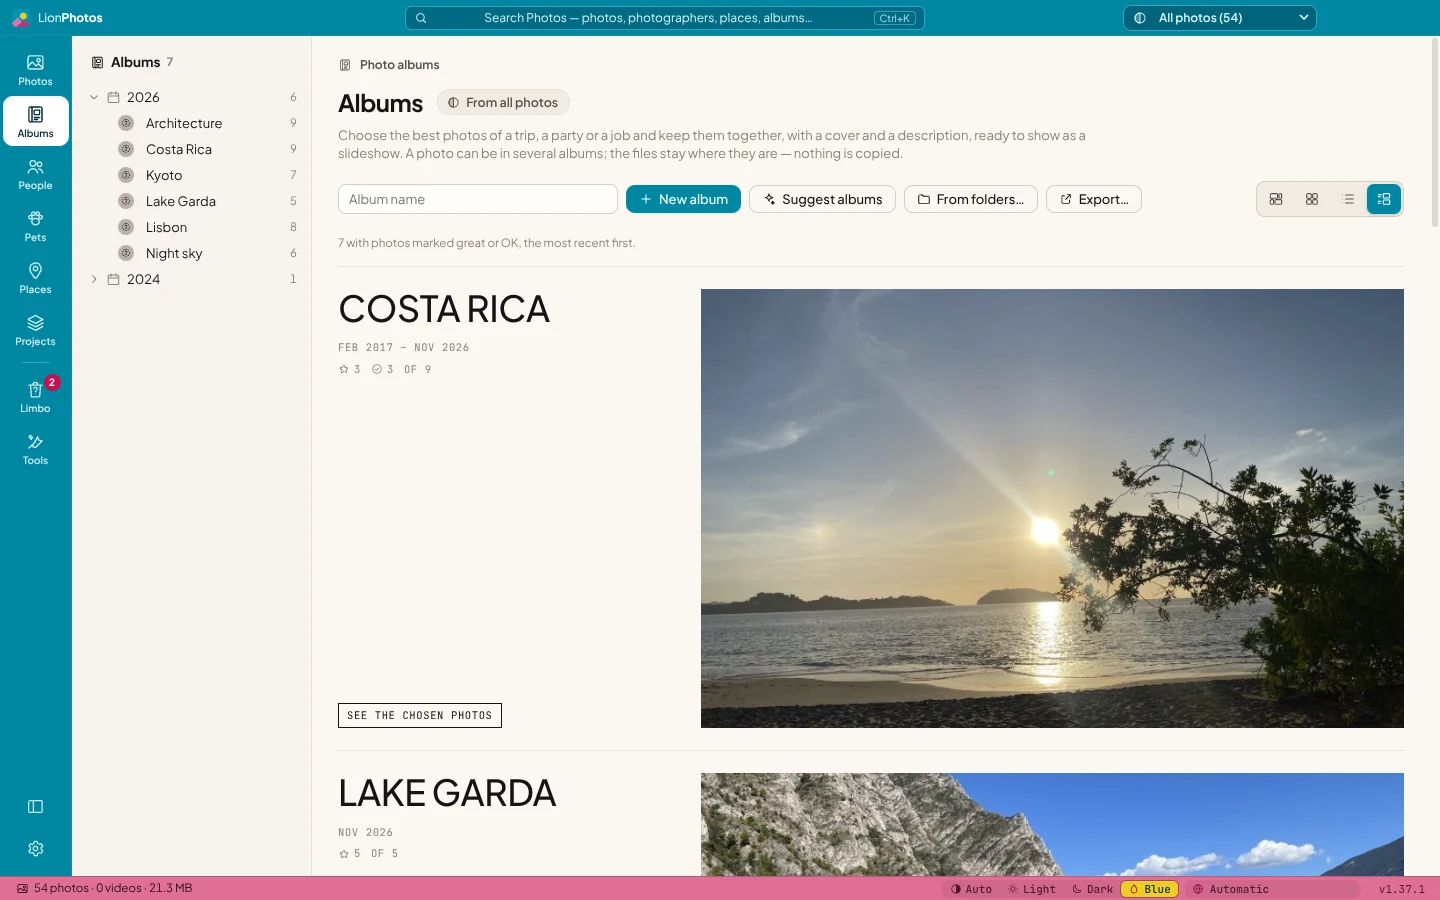 LionPhotos
Search Photos — photos, photographers, places, albums...
Ctrl+K
All photos (54)
Photos
Albums
People
Pets
Places
Projects
2
Limbo
Tools
Albums 7
2026 6
Architecture 9
Costa Rica 9
Kyoto 7
Lake Garda 5
Lisbon 8
Night sky 6
2024 1
Photo albums
Albums
From all photos
Choose the best photos of a trip, a party or a job and keep them together, with a cover and a description, ready to show as a
slideshow. A photo can be in several albums; the files stay where they are — nothing is copied.
Album name
New album
Suggest albums
From folders...
Export...
7 with photos marked great or OK, the most recent first.
COSTA RICA
FEB 2017 – NOV 2026
3 3 OF 9
SEE THE CHOSEN PHOTOS
LAKE GARDA
NOV 2026
5 OF 5
54 photos · 0 videos · 21.3 MB
Auto
Light
Dark
Blue
Automatic
v1.37.1